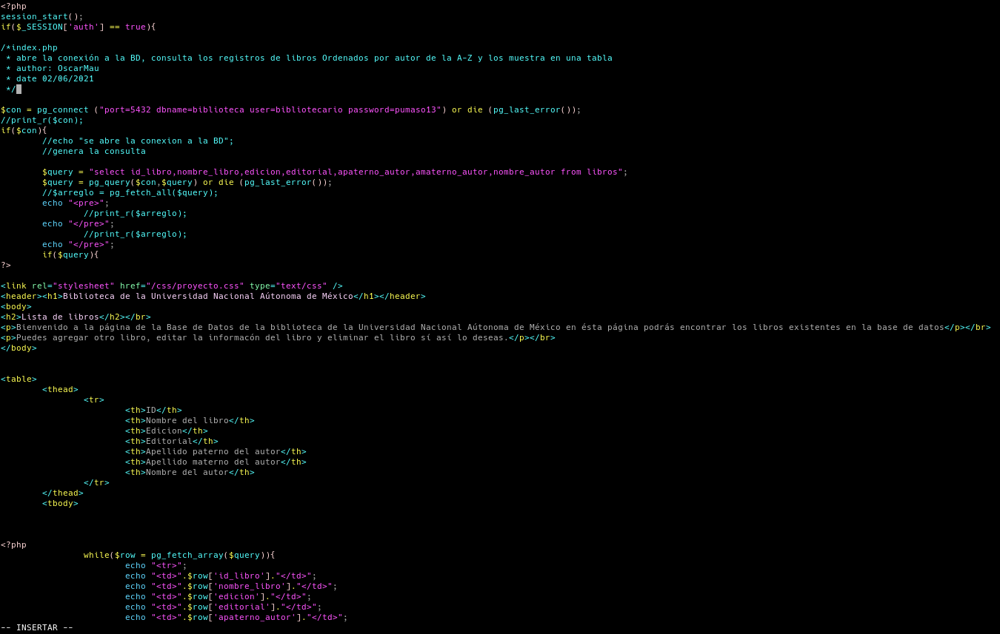 <?php
session_start();
if($_SESSION['auth'] == true){
/*index.php
 * abre la conexión a la BD, consulta los registros de libros Ordenados por autor de la A-Z y los muestra en una tabla
 * author: OscarMau
 * date 02/06/2021
 */
$con = pg_connect ("port=5432 dbname=biblioteca user=bibliotecario password=pumaso13") or die (pg_last_error());
//print_r($con);
if($con){
        //echo "se abre la conexion a la BD";
        //genera la consulta
        $query = "select id_libro,nombre_libro,edicion,editorial,apaterno_autor,amaterno_autor,nombre_autor from libros";
        $query = pg_query($con,$query) or die (pg_last_error());
        //$arreglo = pg_fetch_all($query);
        echo "<pre>";
                //print_r($arreglo);
        echo "</pre>";
                //print_r($arreglo);
        echo "</pre>";
        if($query){
?>
<link rel="stylesheet" href="/css/proyecto.css" type="text/css" />
<header><h1>Biblioteca de la Universidad Nacional Aútonoma de México</h1></header>
<body>
<h2>Lista de libros</h2></br>
<p>Bienvenido a la página de la Base de Datos de la biblioteca de la Universidad Nacional Aútonoma de México en ésta página podrás encontrar los libros existentes en la base de datos</p></br>
<p>Puedes agregar otro libro, editar la informacón del libro y eliminar el libro sí así lo deseas.</p></br>
</body>
<table>
        <thead>
                <tr>
                        <th>ID</th>
                        <th>Nombre del libro</th>
                        <th>Edicion</th>
                        <th>Editorial</th>
                        <th>Apellido paterno del autor</th>
                        <th>Apellido materno del autor</th>
                        <th>Nombre del autor</th>
                </tr>
        </thead>
        <tbody>
<?php
                while($row = pg_fetch_array($query)){
                        echo "<tr>";
                        echo "<td>".$row['id_libro']."</td>";
                        echo "<td>".$row['nombre_libro']."</td>";
                        echo "<td>".$row['edicion']."</td>";
                        echo "<td>".$row['editorial']."</td>";
                        echo "<td>".$row['apaterno_autor']."</td>";
-- INSERTAR --